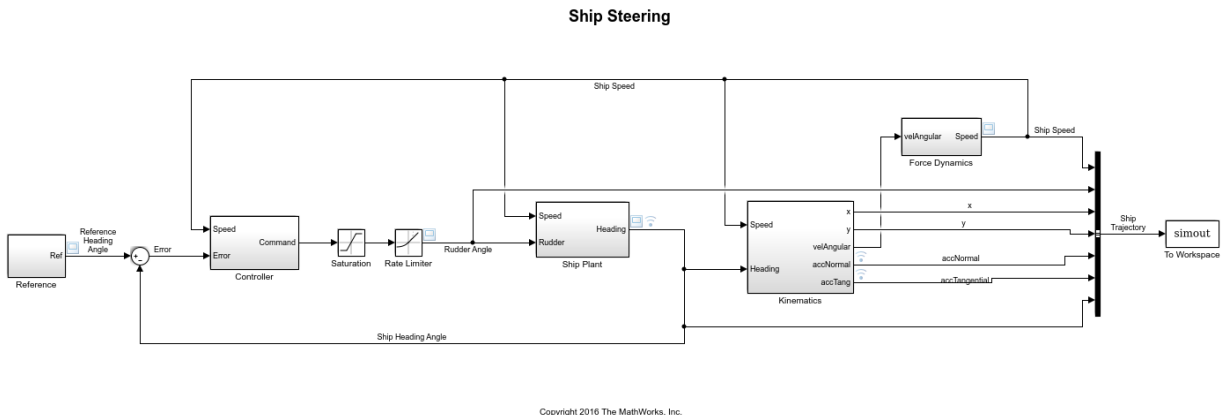 Ship Steering
Ship Speed
velAngular Speed
Ship Speed
Force Dynamics
Reference
Heading
Angle
Ref
Reference
+
-
Error
Speed
Command
Error
Controller
Saturation
Rate Limiter
Rudder Angle
Speed
Heading
Rudder
Ship Plant
Speed
Heading
x
y
velAngular
accNormal
accTang
Kinematics
x
y
accNormal
accTangential
Ship
Trajectory
simout
To Workspace
Ship Heading Angle
Copyright 2016 The MathWorks, Inc.